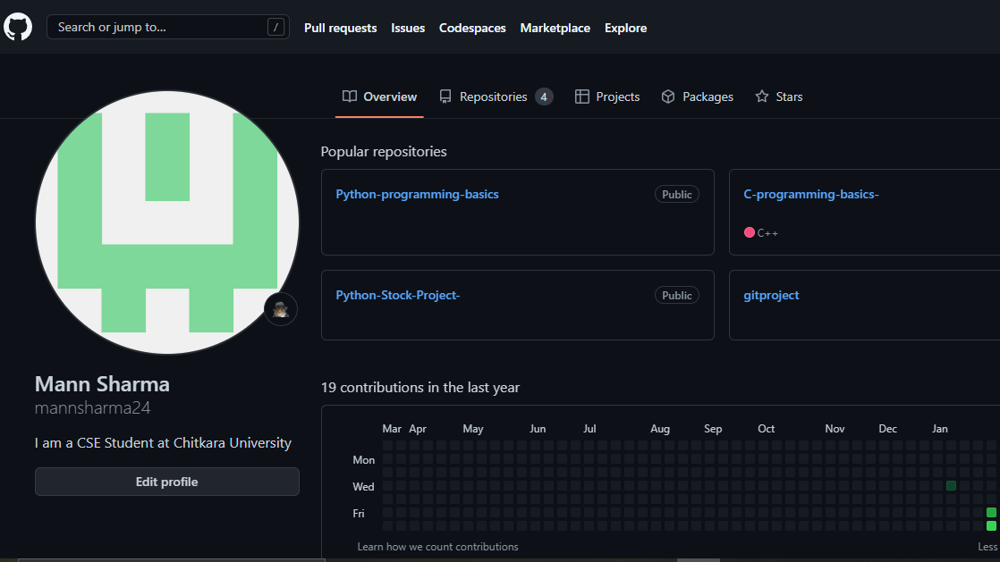 Search or jump to... /
Pull requests Issues Codespaces Marketplace Explore
Overview Repositories 4 Projects Packages Stars
Popular repositories
Python-programming-basics Public
C-programming-basics-
C++
Python-Stock-Project- Public
gitproject
Mann Sharma
mannsharma24
I am a CSE Student at Chitkara University
Edit profile
19 contributions in the last year
Mar Apr May Jun Jul Aug Sep Oct Nov Dec Jan
Mon
Wed
Fri
Learn how we count contributions
Less